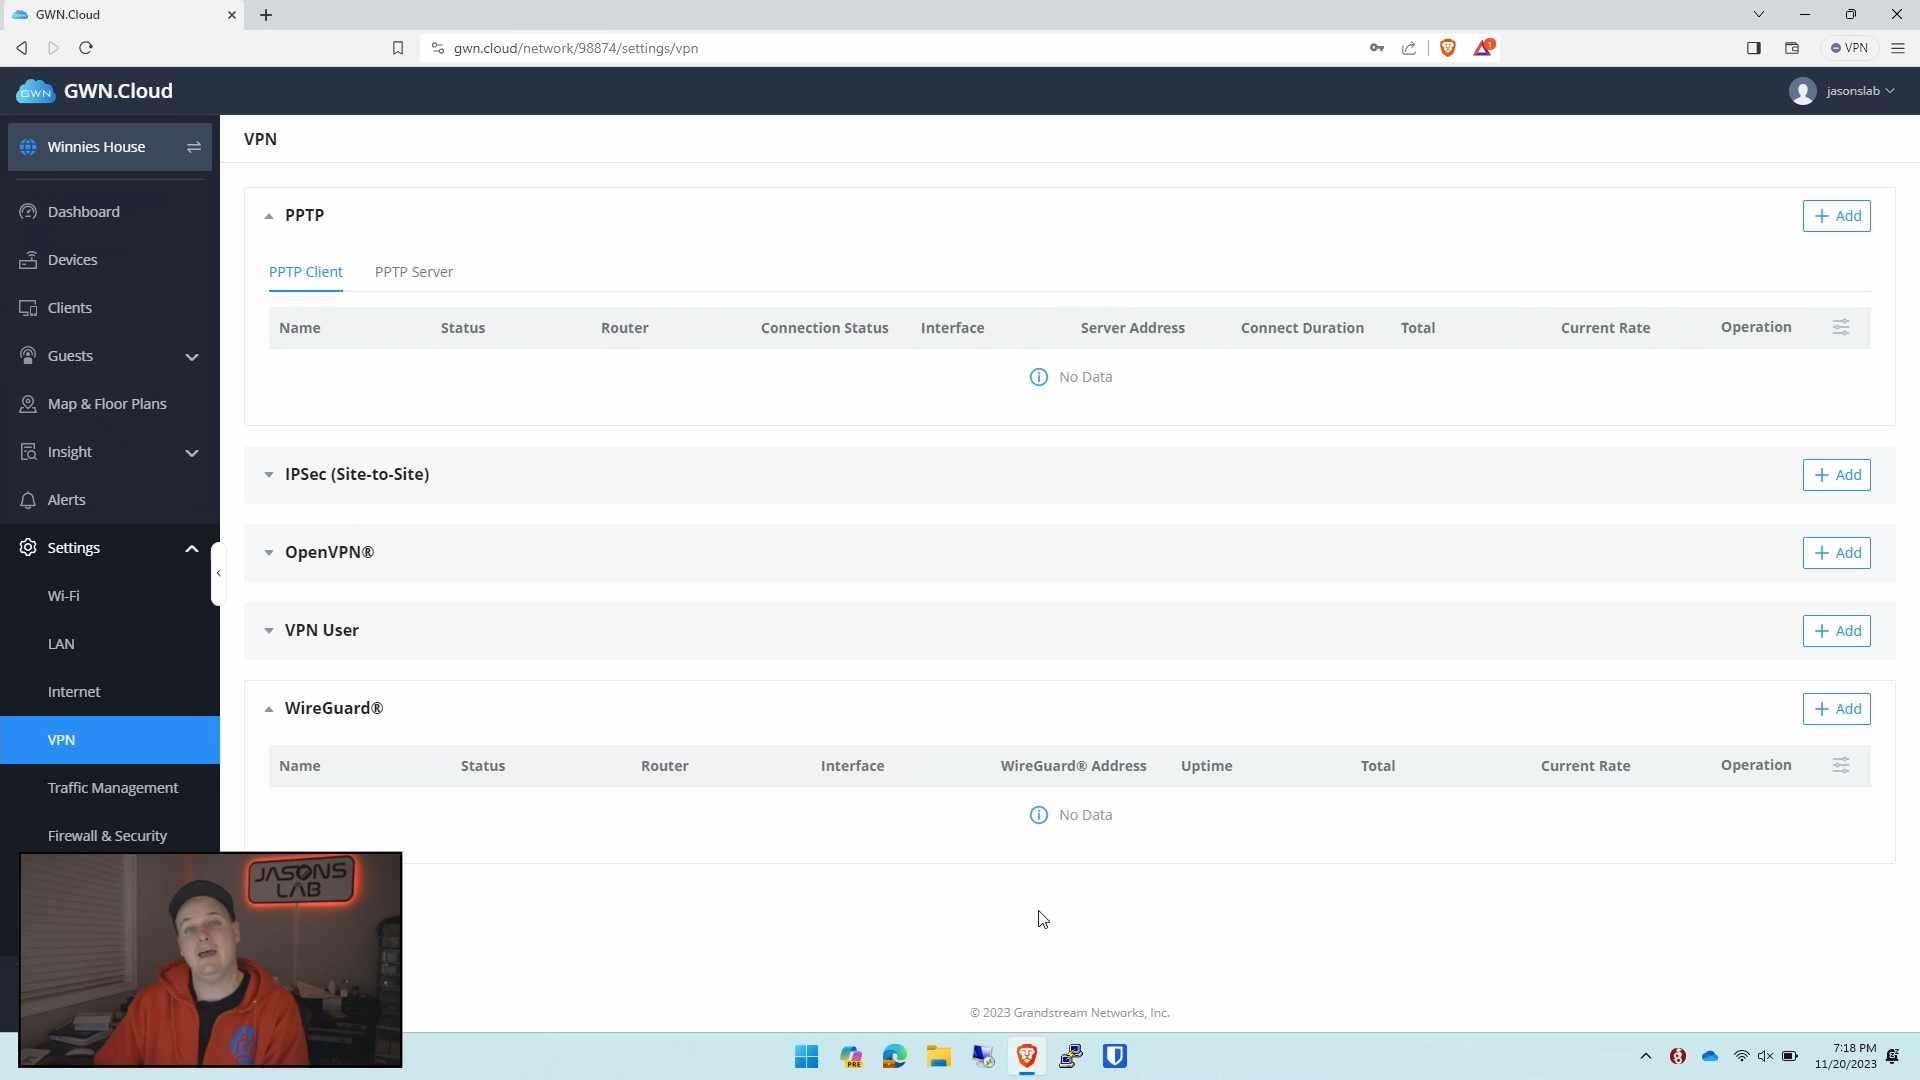 GWN.Cloud
gwn.cloud/network/98874/settings/vpn
1
VPN
GWN
GWN.Cloud
jasonslab
Winnies House
Dashboard
Devices
Clients
Guests
Map & Floor Plans
Insight
Alerts
Settings
Wi-Fi
LAN
Internet
VPN
Traffic Management
Firewall & Security
VPN
PPTP
Add
PPTP Client PPTP Server
Name Status Router Connection Status Interface Server Address Connect Duration Total Current Rate Operation
No Data
IPSec (Site-to-Site)
Add
OpenVPN®
Add
VPN User
Add
WireGuard®
Add
Name Status Router Interface WireGuard® Address Uptime Total Current Rate Operation
No Data
JASONS
LAB
© 2023 Grandstream Networks, Inc.
PRE
7:18 PM
11/20/2023